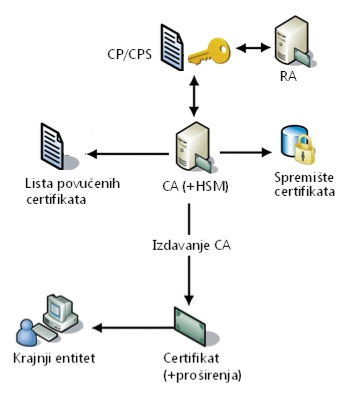 CP/CPS
RA
Lista povučenih
certifikata
CA (+HSM)
Spremište
certifikata
Izdavanje CA
Krajnji entitet
Certifikat
(+proširenja)